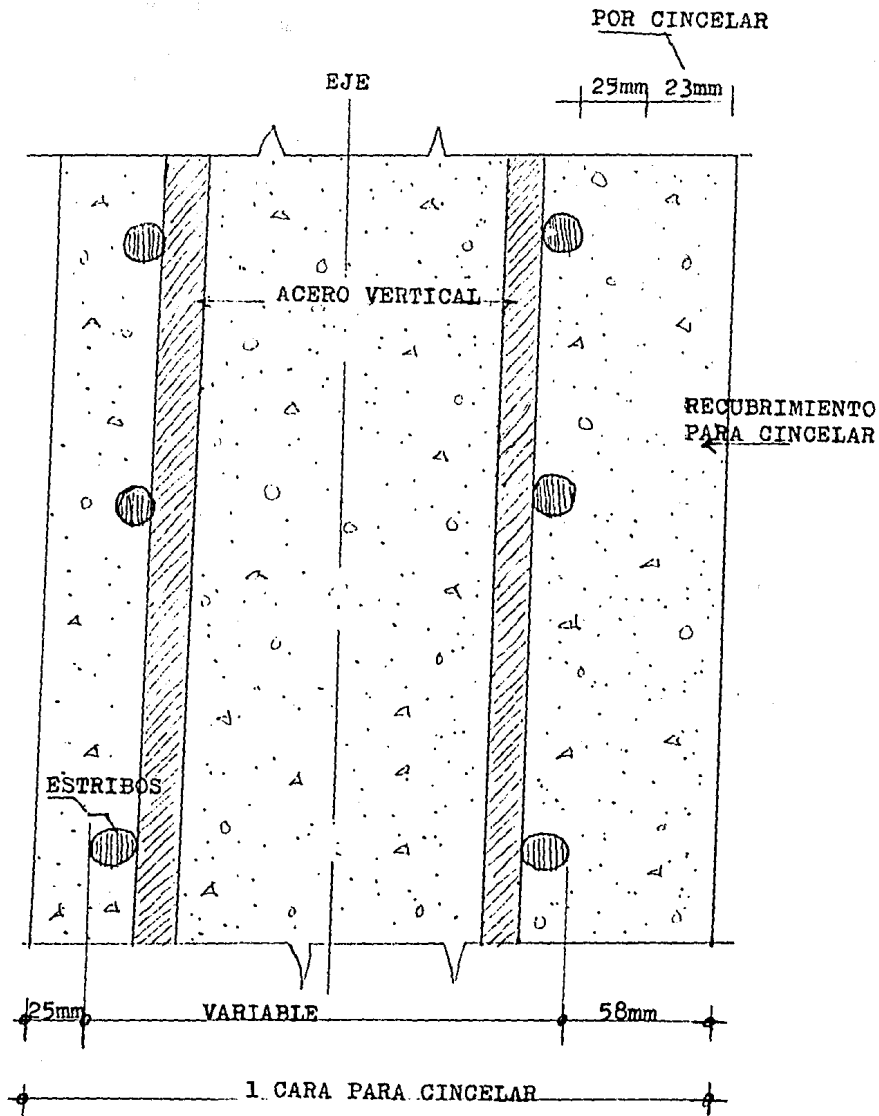 POR CINCELAR
25mm 23mm
EJE
ACERO VERTICAL
RECUBRIMIENTO
PARA CINCELAR
ESTRIBOS
25mm VARIABLE 58mm
1 CARA PARA CINCELAR